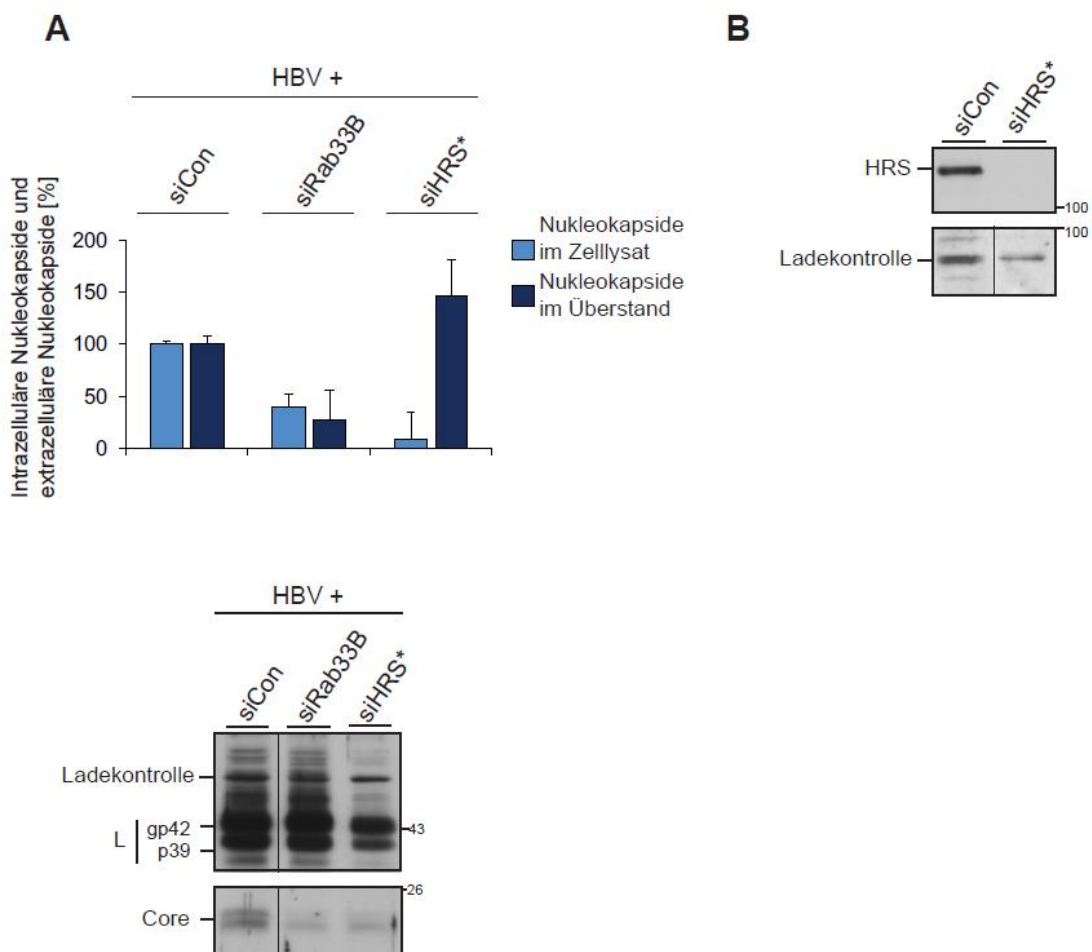 A
HBV +
siCon
siRab33B
siHRS*
Intrazelluläre Nukleokapside und
extrazelluläre Nukleokapside [%]
200
150
100
50
0
Nukleokapside
im Zelllysat
Nukleokapside
im Überstand
B
siCon
siHRS*
HRS
100
100
Ladekontrolle
HBV +
siCon
siRab33B
siHRS*
Ladekontrolle
L
gp42
p39
43
26
Core